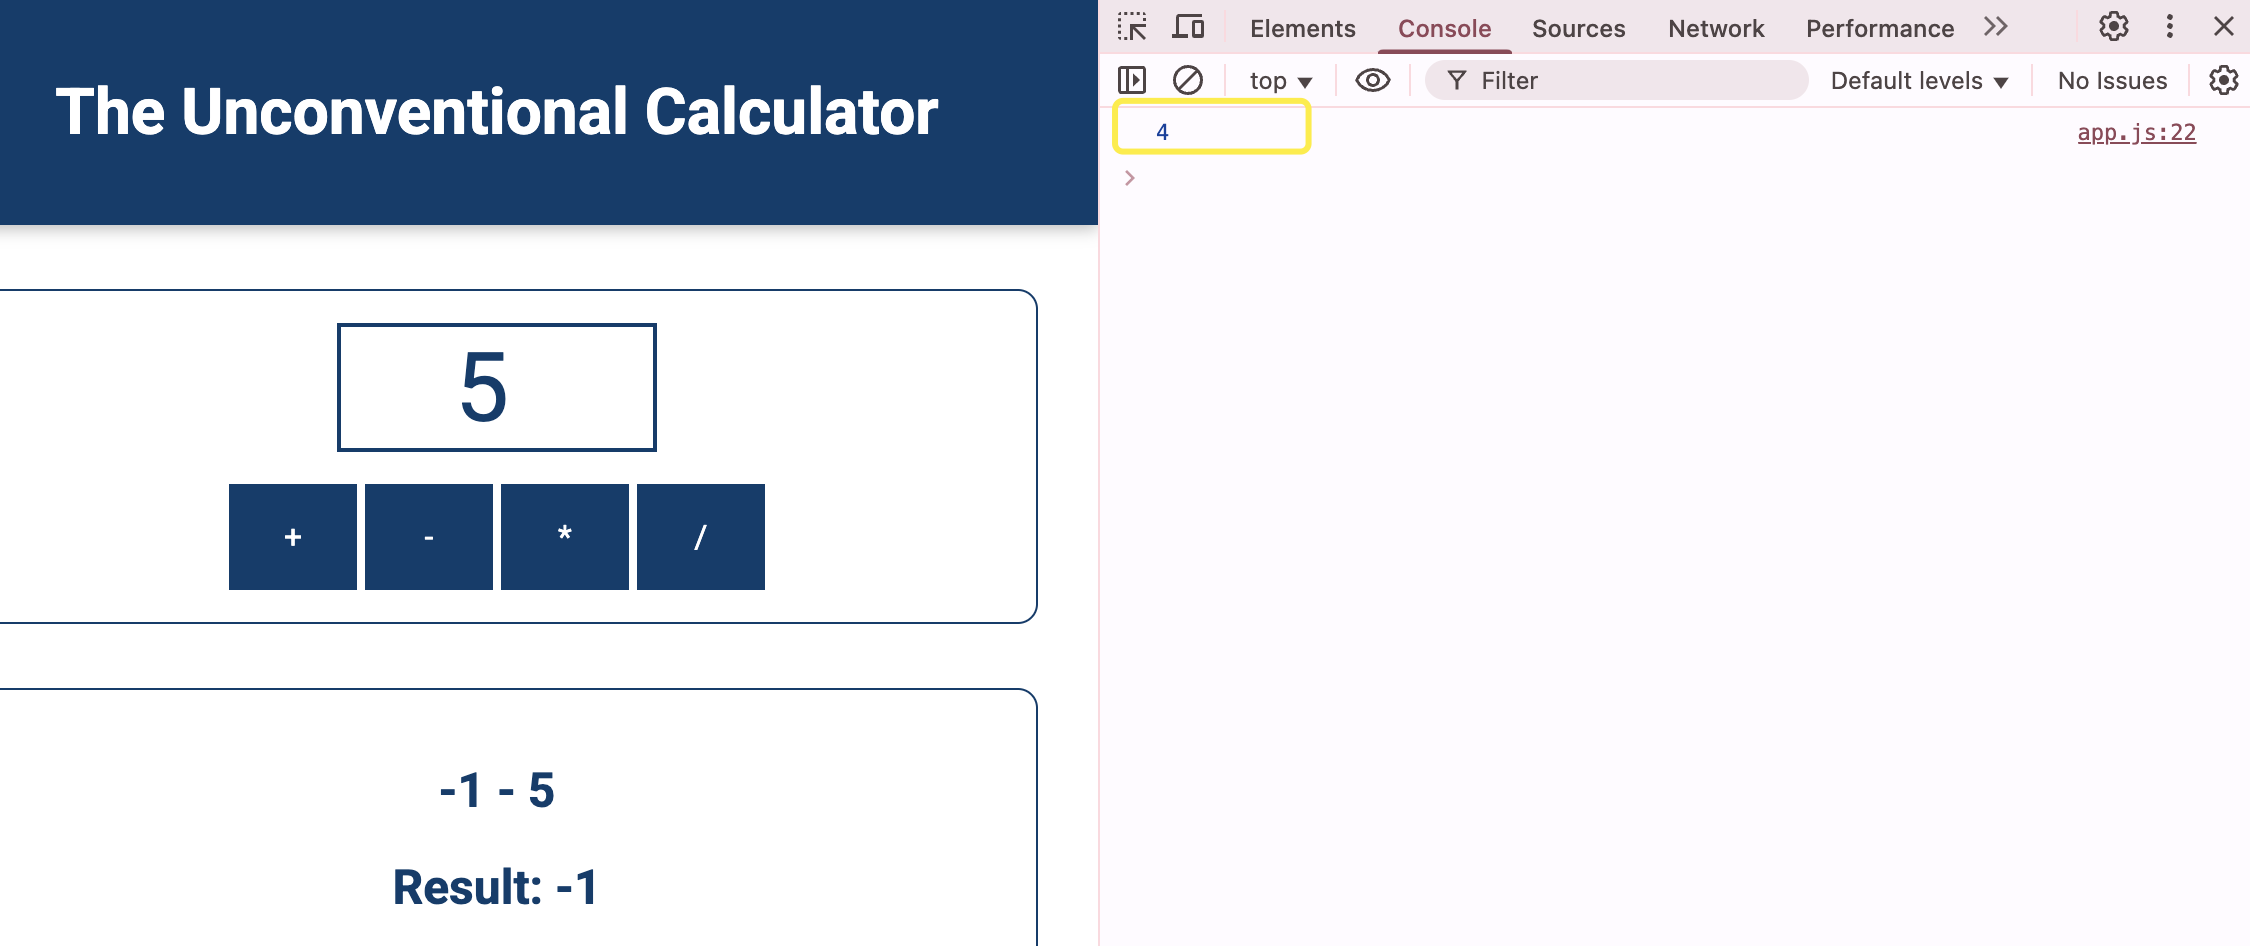 The Unconventional Calculator
5
+ - * /
-1 - 5
Result: -1
Elements Console Sources Network Performance
top Filter Default levels No Issues
4 app.js:22